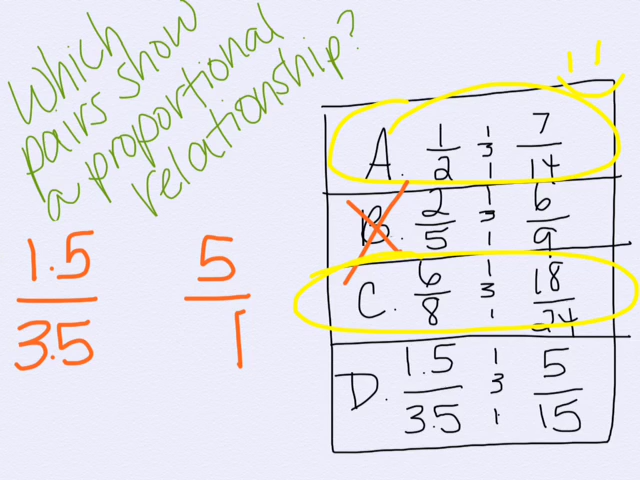 Which
pairs show
a proportional
relationship?
A. 1/2 & 7/14
B. 2/5 & 6/9
C. 6/8 & 18/24
D. 1.5/3.5 & 5/15
1.5/3.5 5/1